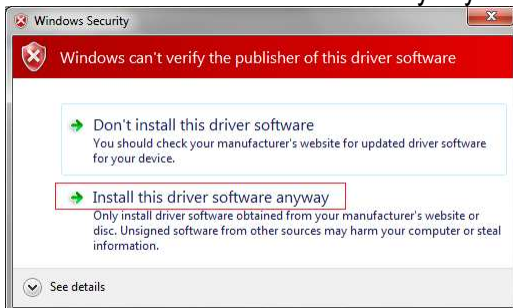 Windows Security
Windows can't verify the publisher of this driver software
Don't install this driver software
You should check your manufacturer's website for updated driver software
for your device.
Install this driver software anyway
Only install driver software obtained from your manufacturer's website or
disc. Unsigned software from other sources may harm your computer or steal
information.
See details